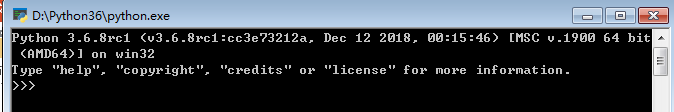 D:\Python36\python.exe
Python 3.6.8rc1 (v3.6.8rc1:cc3e73212a, Dec 12 2018, 00:15:46) [MSC v.1900 64 bit
(AMD64)] on win32
Type "help", "copyright", "credits" or "license" for more information.
>>>